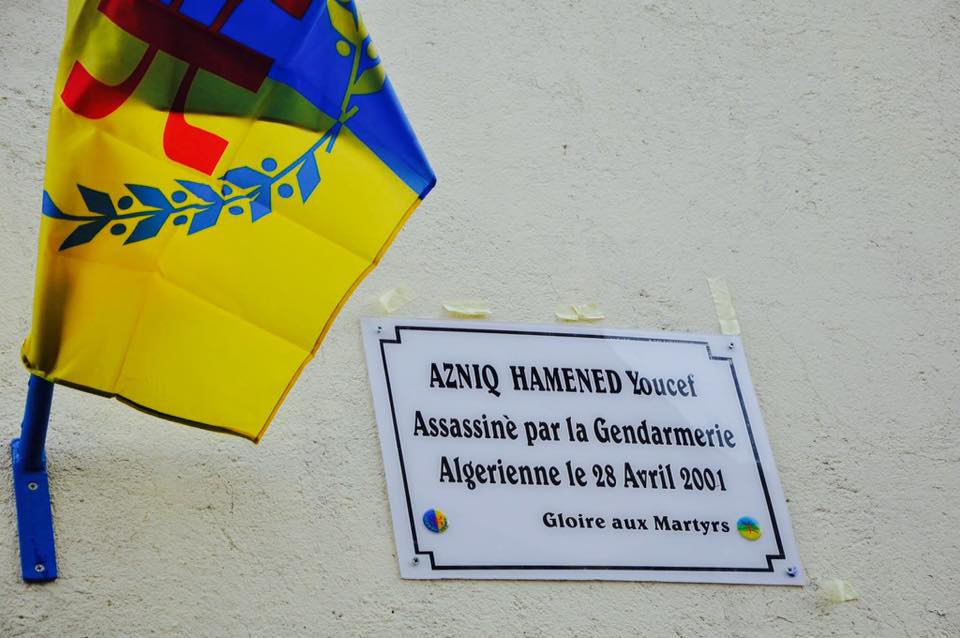 AZNIQ HAMENED Youcef
Assassinè par la Gendarmerie
Algerienne le 28 Avril 2001
Gloire aux Martyrs